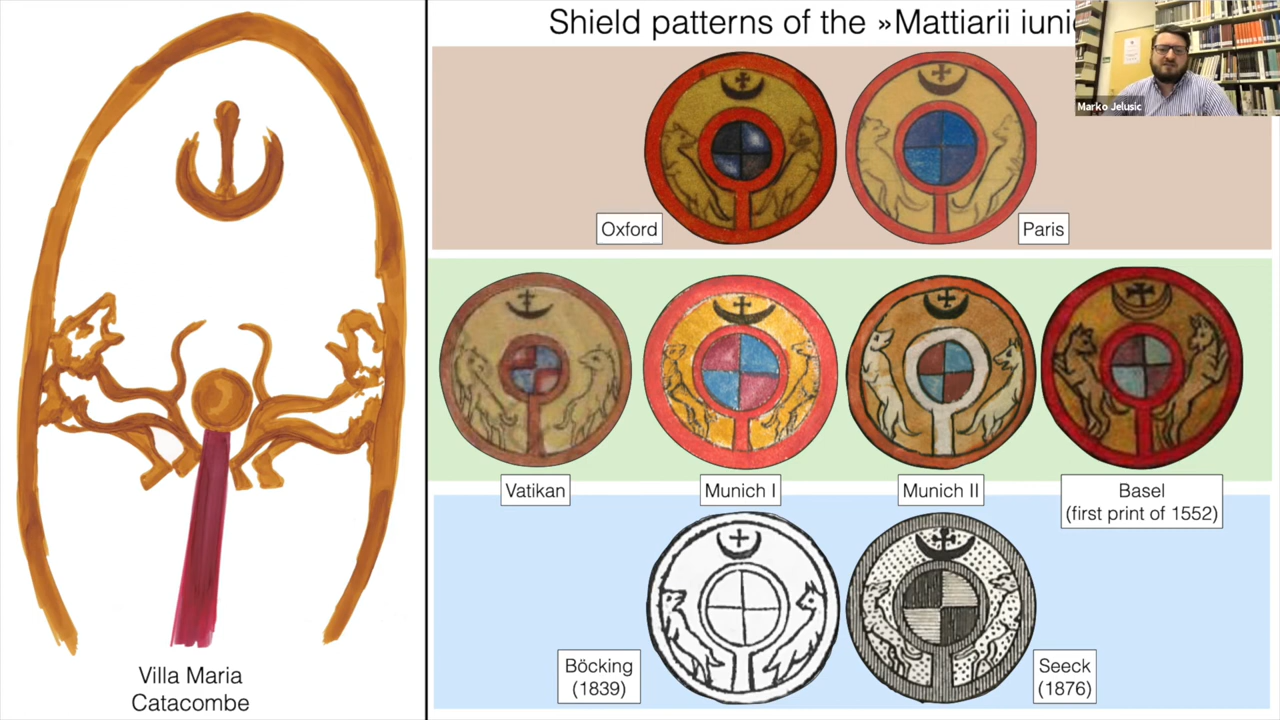 Shield patterns of the »Mattiarii iuni
Marko Jelusic
Oxford
Paris
Vatikan
Munich I
Munich II
Basel
(first print of 1552)
Böcking
(1839)
Seeck
(1876)
Villa Maria
Catacombe